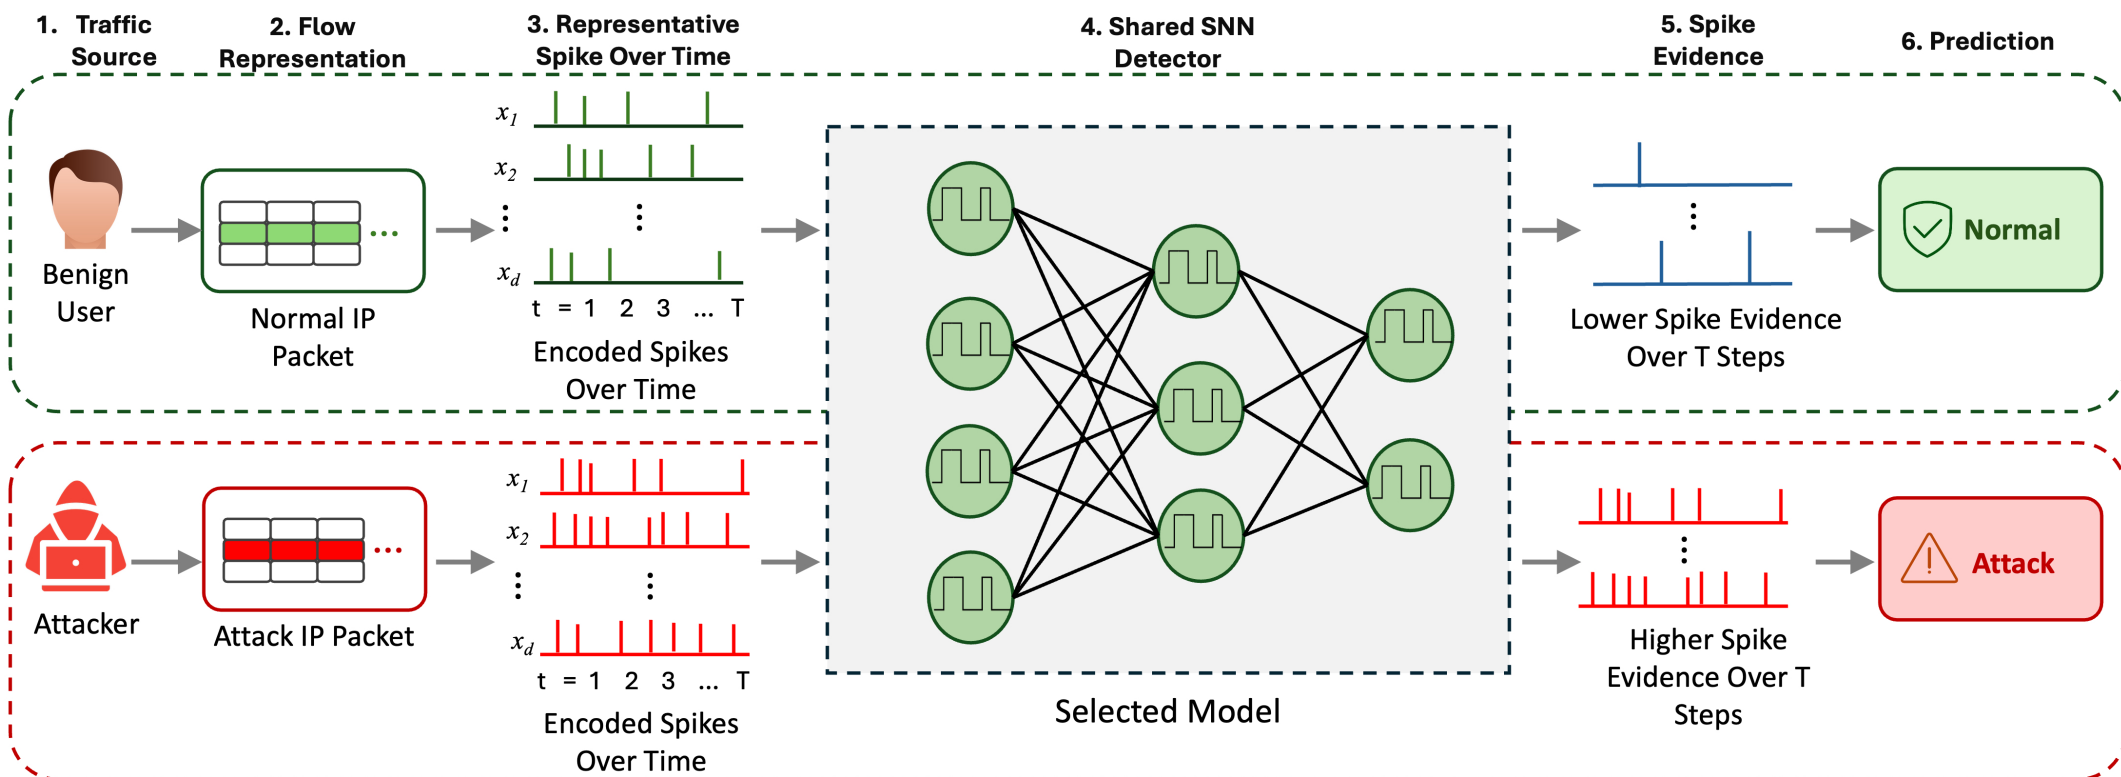 1. Traffic
Source
2. Flow
Representation
3. Representative
Spike Over Time
4. Shared SNN
Detector
5. Spike
Evidence
6. Prediction
Benign
User
Normal IP
Packet
x1
x2
xd
t = 1 2 3 ... T
Encoded Spikes
Over Time
Lower Spike Evidence
Over T Steps
Normal
Attacker
Attack IP Packet
x1
x2
xd
t = 1 2 3 ... T
Encoded Spikes
Over Time
Selected Model
Higher Spike
Evidence Over T
Steps
Attack